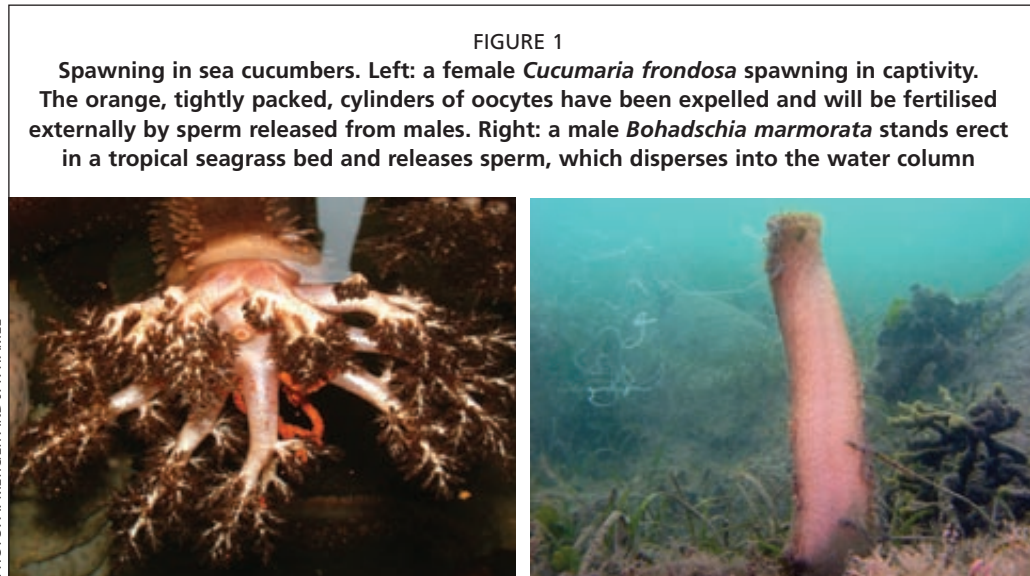 FIGURE 1
Spawning in sea cucumbers. Left: a female Cucumaria frondosa spawning in captivity.
The orange, tightly packed, cylinders of oocytes have been expelled and will be fertilised
externally by sperm released from males. Right: a male Bohadschia marmorata stands erect
in a tropical seagrass bed and releases sperm, which disperses into the water column